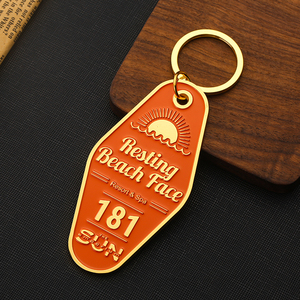 Resting
Beach Face
Resort & Spa
181
SUN